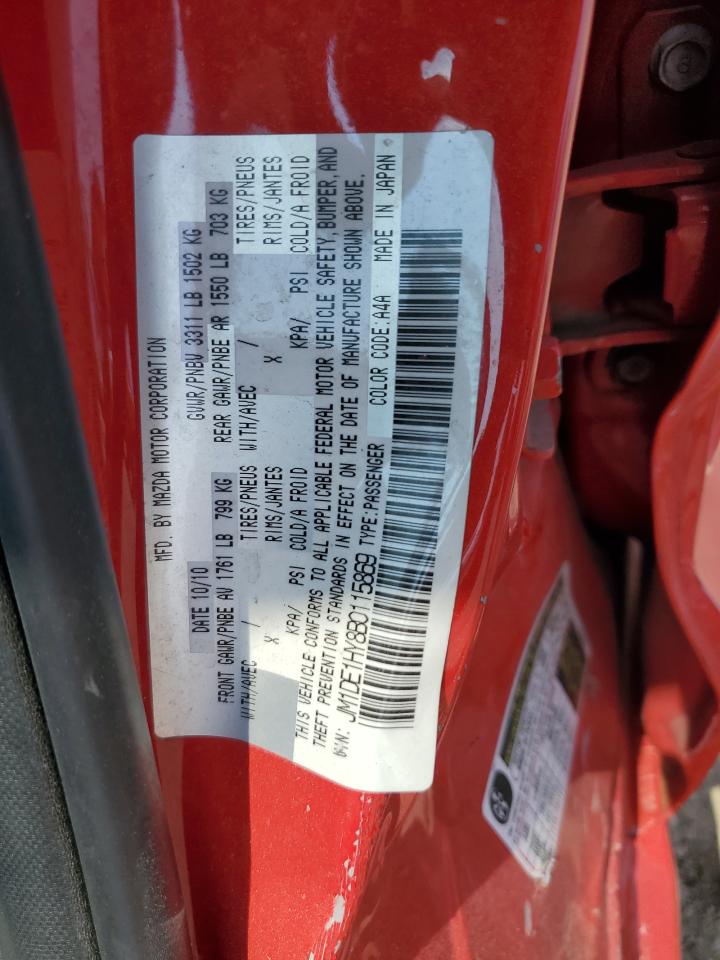 MFD. BY MAZDA MOTOR CORPORATION
DATE 10/10 GVWR/PNBV 3311 LB 1502 KG
FRONT GAWR/PNBE AV 1761 LB 799 KG REAR GAWR/PNBE AR 1550 LB 703 KG
WITH/AVEC / TIRES/PNEUS WITH/AVEC / TIRES/PNEUS
RIMS/JANTES X RIMS/JANTES
KPA/ PSI COLD/A FROID KPA/ PSI COLD/A FROID
THIS VEHICLE CONFORMS TO ALL APPLICABLE FEDERAL MOTOR VEHICLE SAFETY, BUMPER, AND
THEFT PREVENTION STANDARDS IN EFFECT ON THE DATE OF MANUFACTURE SHOWN ABOVE.
JM1DE1HY8B0115869 TYPE:PASSENGER COLOR CODE:A4A MADE IN JAPAN